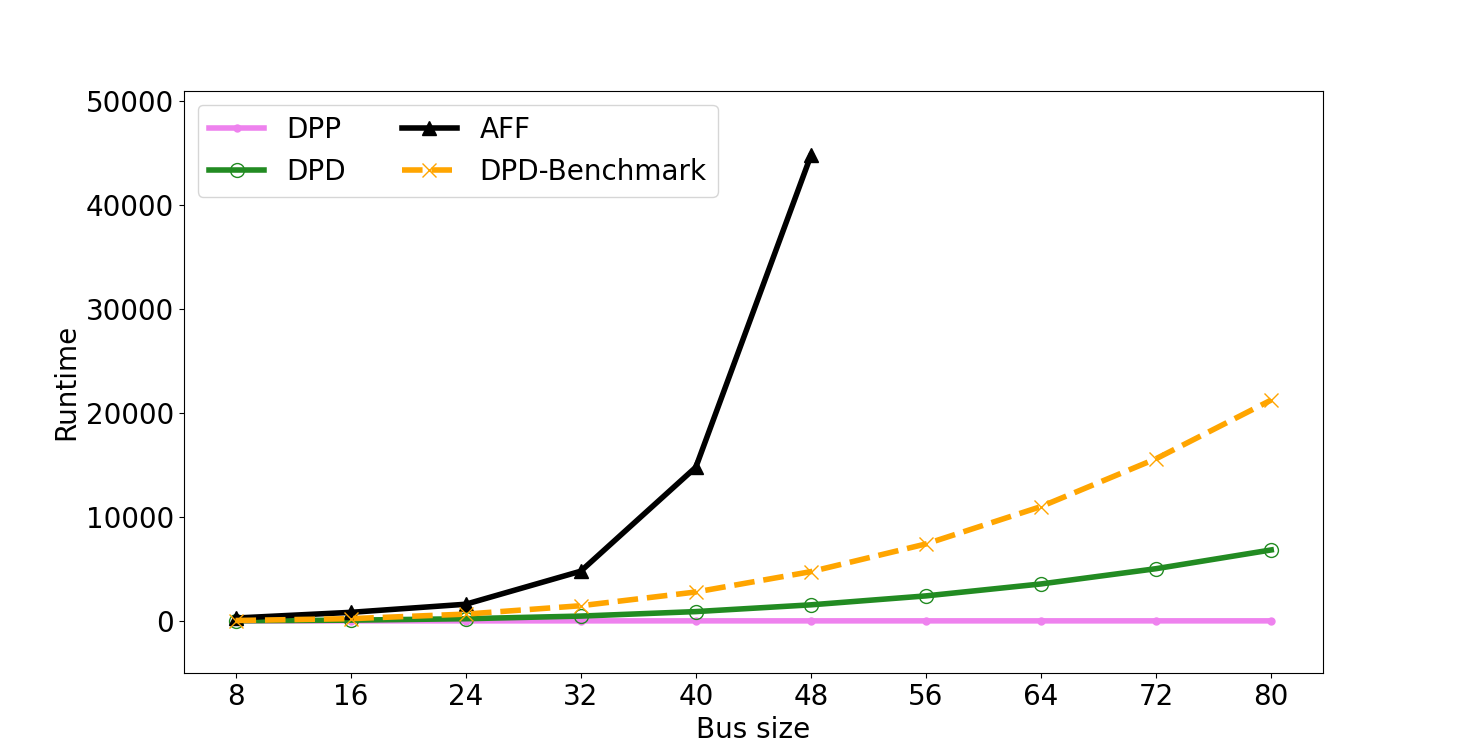 50000
40000
30000
20000
10000
0
Runtime
DPP
DPD
AFF
DPD-Benchmark
8 16 24 32 40 48 56 64 72 80
Bus size